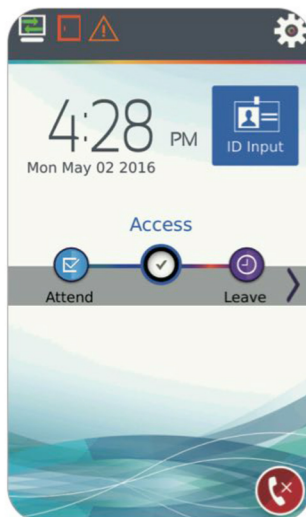 4:28 PM
ID Input
Mon May 02 2016
Access
Attend
Leave